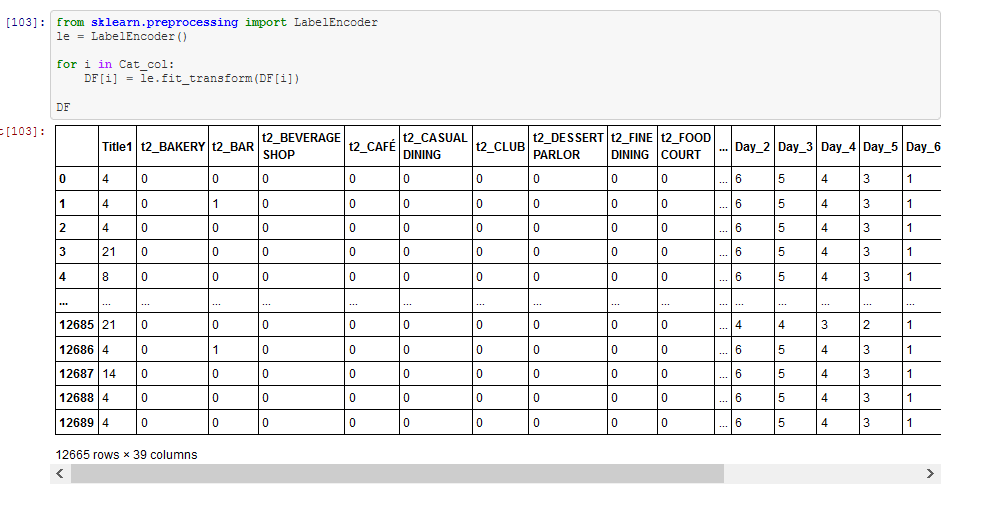 [103]: from sklearn.preprocessing import LabelEncoder
le = LabelEncoder()
for i in Cat_col:
DF[i] = le.fit_transform(DF[i])
DF
t[103]:
Title1 t2_BAKERY t2_BAR t2_BEVERAGE SHOP t2_CAFÉ t2_CASUAL DINING t2_CLUB t2_DESSERT PARLOR t2_FINE DINING t2_FOOD COURT ... Day_2 Day_3 Day_4 Day_5 Day_6
0 4 0 0 0 0 0 0 0 0 0 ... 6 5 4 3 1
1 4 0 1 0 0 0 0 0 0 0 ... 6 5 4 3 1
2 4 0 0 0 0 0 0 0 0 0 ... 6 5 4 3 1
3 21 0 0 0 0 0 0 0 0 0 ... 6 5 4 3 1
4 8 0 0 0 0 0 0 0 0 0 ... 6 5 4 3 1
... ... ... ... ... ... ... ... ... ... ... ... ... ... ... ... ...
12685 21 0 0 0 0 0 0 0 0 0 ... 4 4 3 2 1
12686 4 0 1 0 0 0 0 0 0 0 ... 6 5 4 3 1
12687 14 0 0 0 0 0 0 0 0 0 ... 6 5 4 3 1
12688 4 0 0 0 0 0 0 0 0 0 ... 6 5 4 3 1
12689 4 0 0 0 0 0 0 0 0 0 ... 6 5 4 3 1
12665 rows × 39 columns